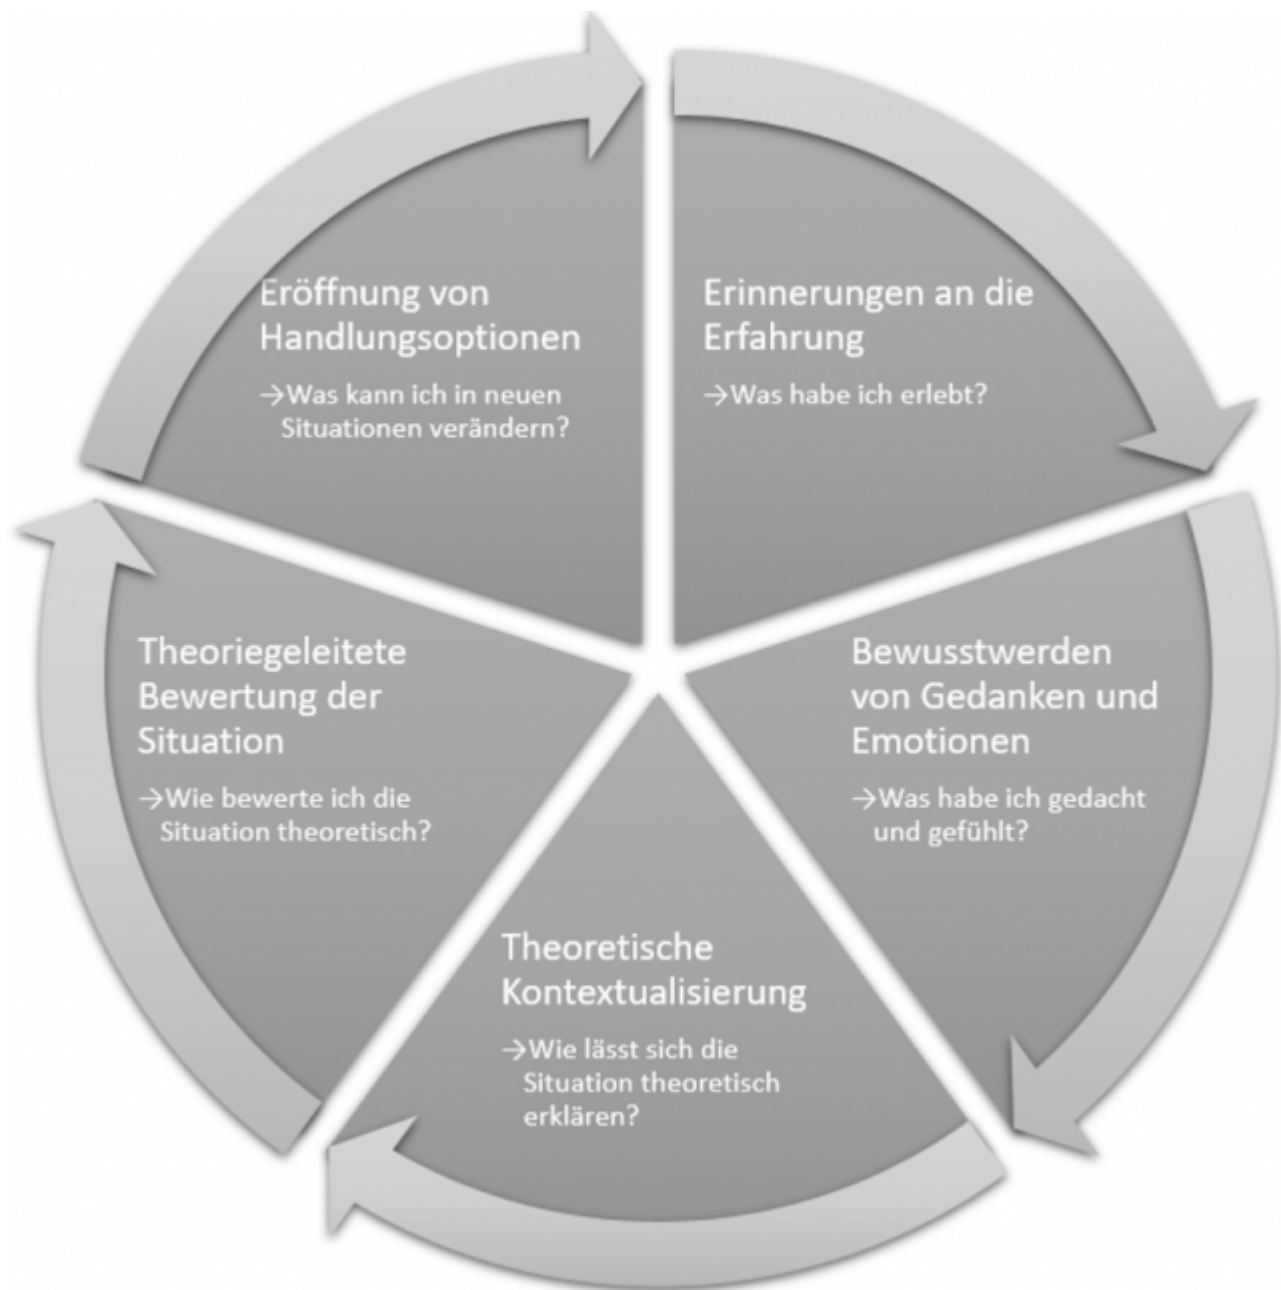 Erinnerungen an die
Erfahrung
→Was habe ich erlebt?
Bewusstwerden
von Gedanken und
Emotionen
→Was habe ich gedacht
und gefühlt?
Theoretische
Kontextualisierung
→Wie lässt sich die
Situation theoretisch
erklären?
Theoriegeleitete
Bewertung der
Situation
→Wie bewerte ich die
Situation theoretisch?
Eröffnung von
Handlungsoptionen
→Was kann ich in neuen
Situationen verändern?